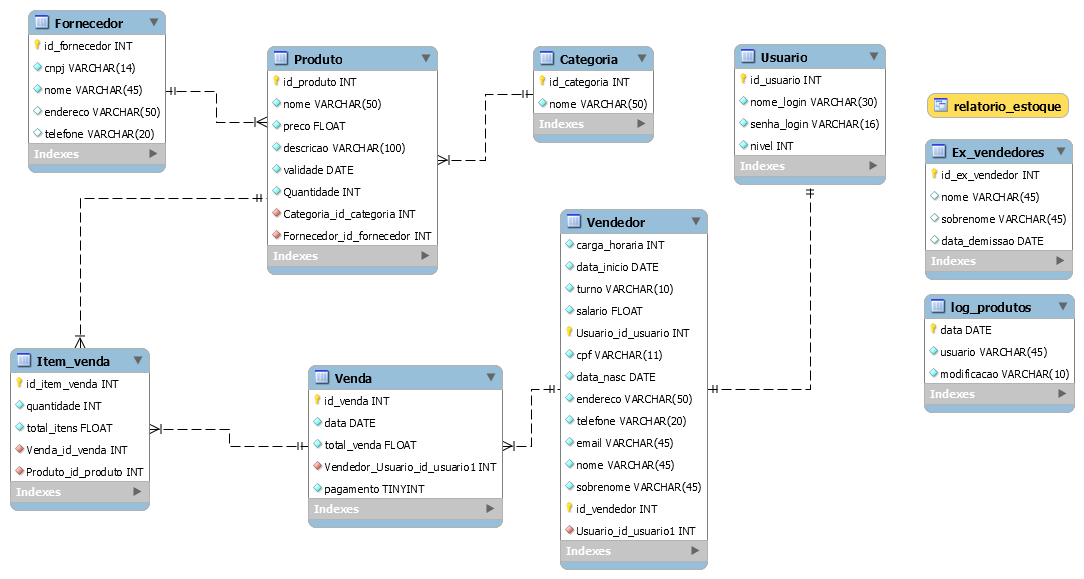 Fornecedor
id_fornecedor INT
cnpj VARCHAR(14)
nome VARCHAR(45)
endereco VARCHAR(50)
telefone VARCHAR(20)
Indexes
Produto
id_produto INT
nome VARCHAR(50)
preco FLOAT
descricao VARCHAR(100)
validade DATE
Quantidade INT
Categoria_id_categoria INT
Fornecedor_id_fornecedor INT
Indexes
Categoria
id_categoria INT
nome VARCHAR(50)
Indexes
Usuario
id_usuario INT
nome_login VARCHAR(30)
senha_login VARCHAR(16)
nivel INT
Indexes
relatorio_estoque
Ex_vendedores
id_ex_vendedor INT
nome VARCHAR(45)
sobrenome VARCHAR(45)
data_demissao DATE
Indexes
log_produtos
data DATE
usuario VARCHAR(45)
modificacao VARCHAR(10)
Indexes
Vendedor
carga_horaria INT
data_inicio DATE
turno VARCHAR(10)
salario FLOAT
Usuario_id_usuario INT
cpf VARCHAR(11)
data_nasc DATE
endereco VARCHAR(50)
telefone VARCHAR(20)
email VARCHAR(45)
nome VARCHAR(45)
sobrenome VARCHAR(45)
id_vendedor INT
Usuario_id_usuario1 INT
Indexes
Item_venda
id_item_venda INT
quantidade INT
total_itens FLOAT
Venda_id_venda INT
Produto_id_produto INT
Indexes
Venda
id_venda INT
data DATE
total_venda FLOAT
Vendedor_Usuario_id_usuario1 INT
pagamento TINYINT
Indexes